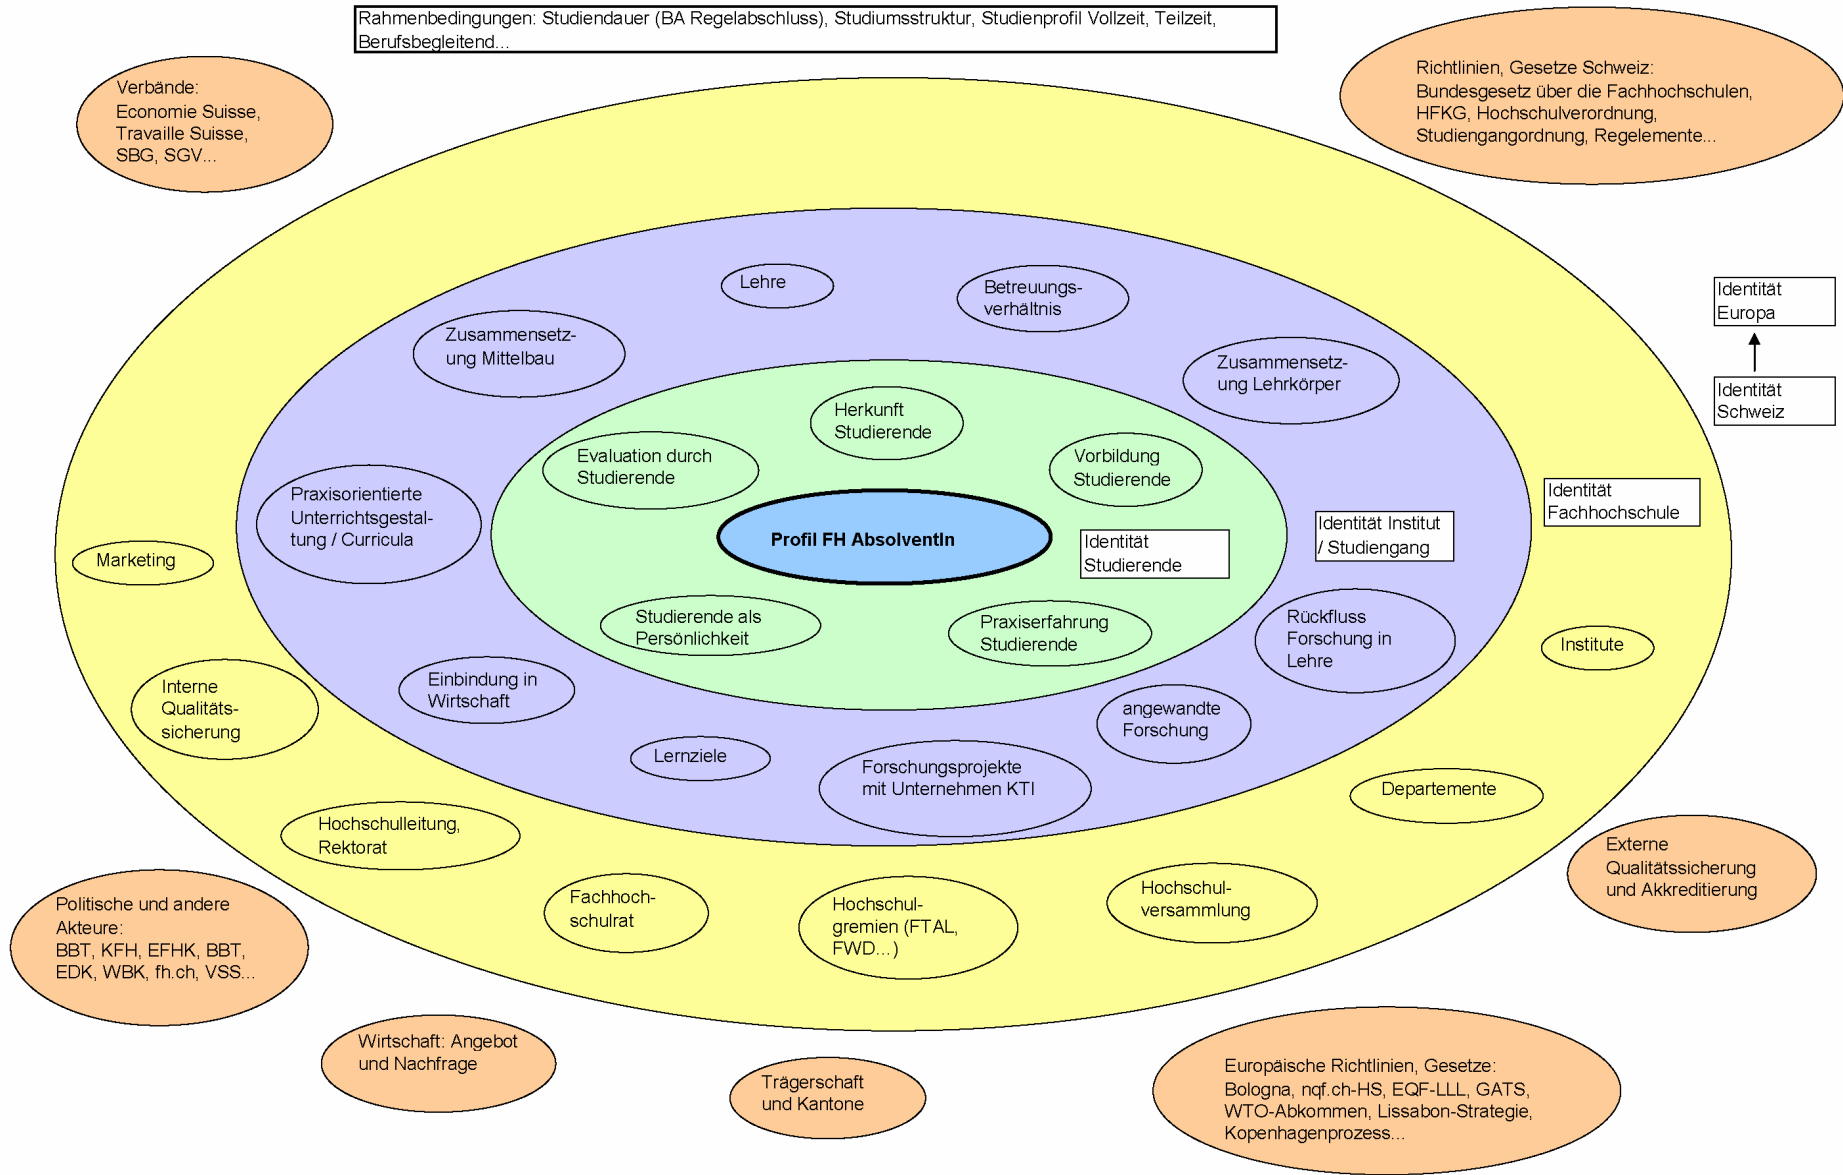 Rahmenbedingungen: Studiendauer (BA Regelabschluss), Studiumsstruktur, Studienprofil Vollzeit, Teilzeit,
Berufsbegleitend...
Verbände:
Economie Suisse,
Travaille Suisse,
SBG, SGV...
Richtlinien, Gesetze Schweiz:
Bundesgesetz über die Fachhochschulen,
HFKG, Hochschulverordnung,
Studiengangordnung, Regelemente...
Lehre
Betreuungs-
verhältnis
Zusammensetz-
ung Mittelbau
Zusammensetz-
ung Lehrkörper
Identität
Europa
Identität
Schweiz
Herkunft
Studierende
Evaluation durch
Studierende
Vorbildung
Studierende
Praxisorientierte
Unterrichtsgestal-
tung / Curricula
Profil FH AbsolventIn
Identität
Studierende
Identität Institut
/ Studiengang
Identität
Fachhochschule
Marketing
Studierende als
Persönlichkeit
Praxiserfahrung
Studierende
Rückfluss
Forschung in
Lehre
Institute
Interne
Qualitäts-
sicherung
Einbindung in
Wirtschaft
angewandte
Forschung
Lernziele
Forschungsprojekte
mit Unternehmen KTI
Departemente
Hochschulleitung,
Rektorat
Externe
Qualitätssicherung
und Akkreditierung
Fachhoch-
schulrat
Hochschul-
gremien (FTAL,
FWD...)
Hochschul-
versammlung
Politische und andere
Akteure:
BBT, KFH, EFHK, BBT,
EDK, WBK, fh.ch, VSS...
Wirtschaft: Angebot
und Nachfrage
Trägerschaft
und Kantone
Europäische Richtlinien, Gesetze:
Bologna, nqf.ch-HS, EQF-LLL, GATS,
WTO-Abkommen, Lissabon-Strategie,
Kopenhagenprozess...